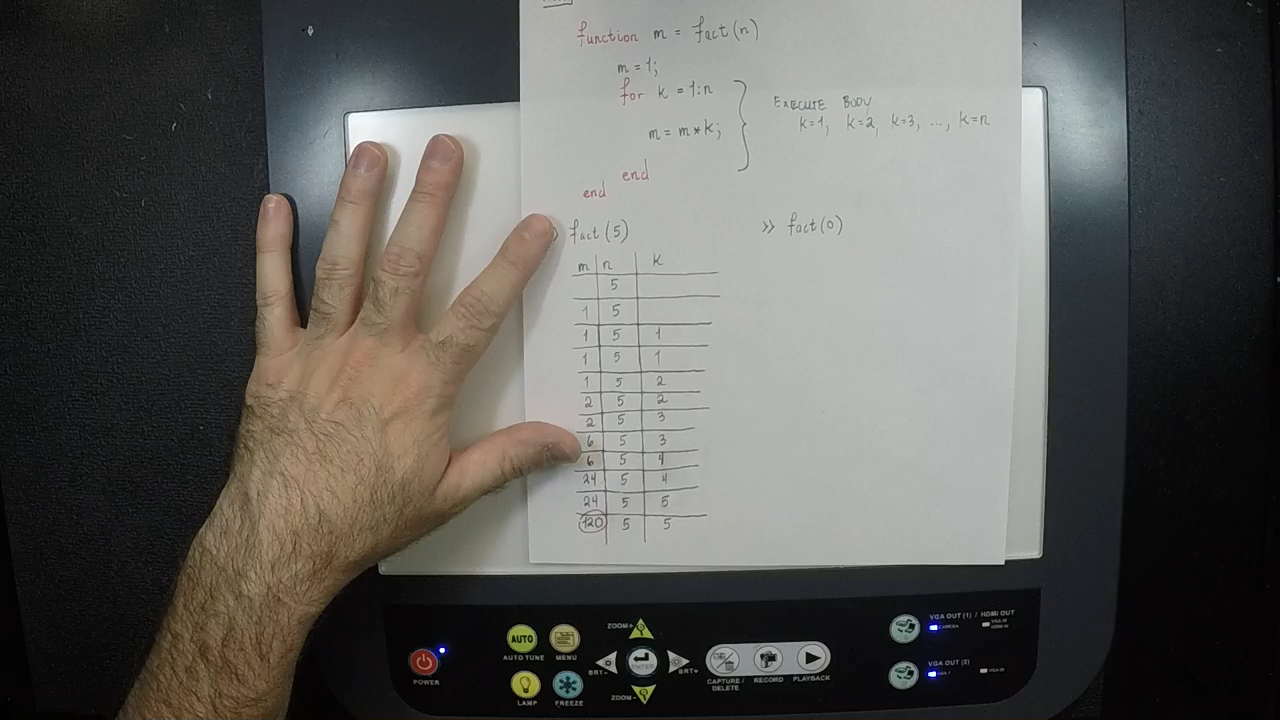 function m = fact(n)
m = 1;
for k = 1:n
m = m*k;
end
end
EXECUTE BODY
k=1, k=2, k=3, ..., k=n
fact(5)
m n k
5
1 5
1 5 1
1 5 1
1 5 2
2 5 2
2 5 3
6 5 3
6 5 4
24 5 4
24 5 5
120 5 5
>> fact(0)
POWER
AUTO
AUTO TUNE
MENU
LAMP
FREEZE
ZOOM+
BRT-
ENTER
BRT+
ZOOM-
CAPTURE / DELETE
RECORD
PLAYBACK
VGA OUT (1) / HDMI OUT
CAMERA
VGA OUT (2)